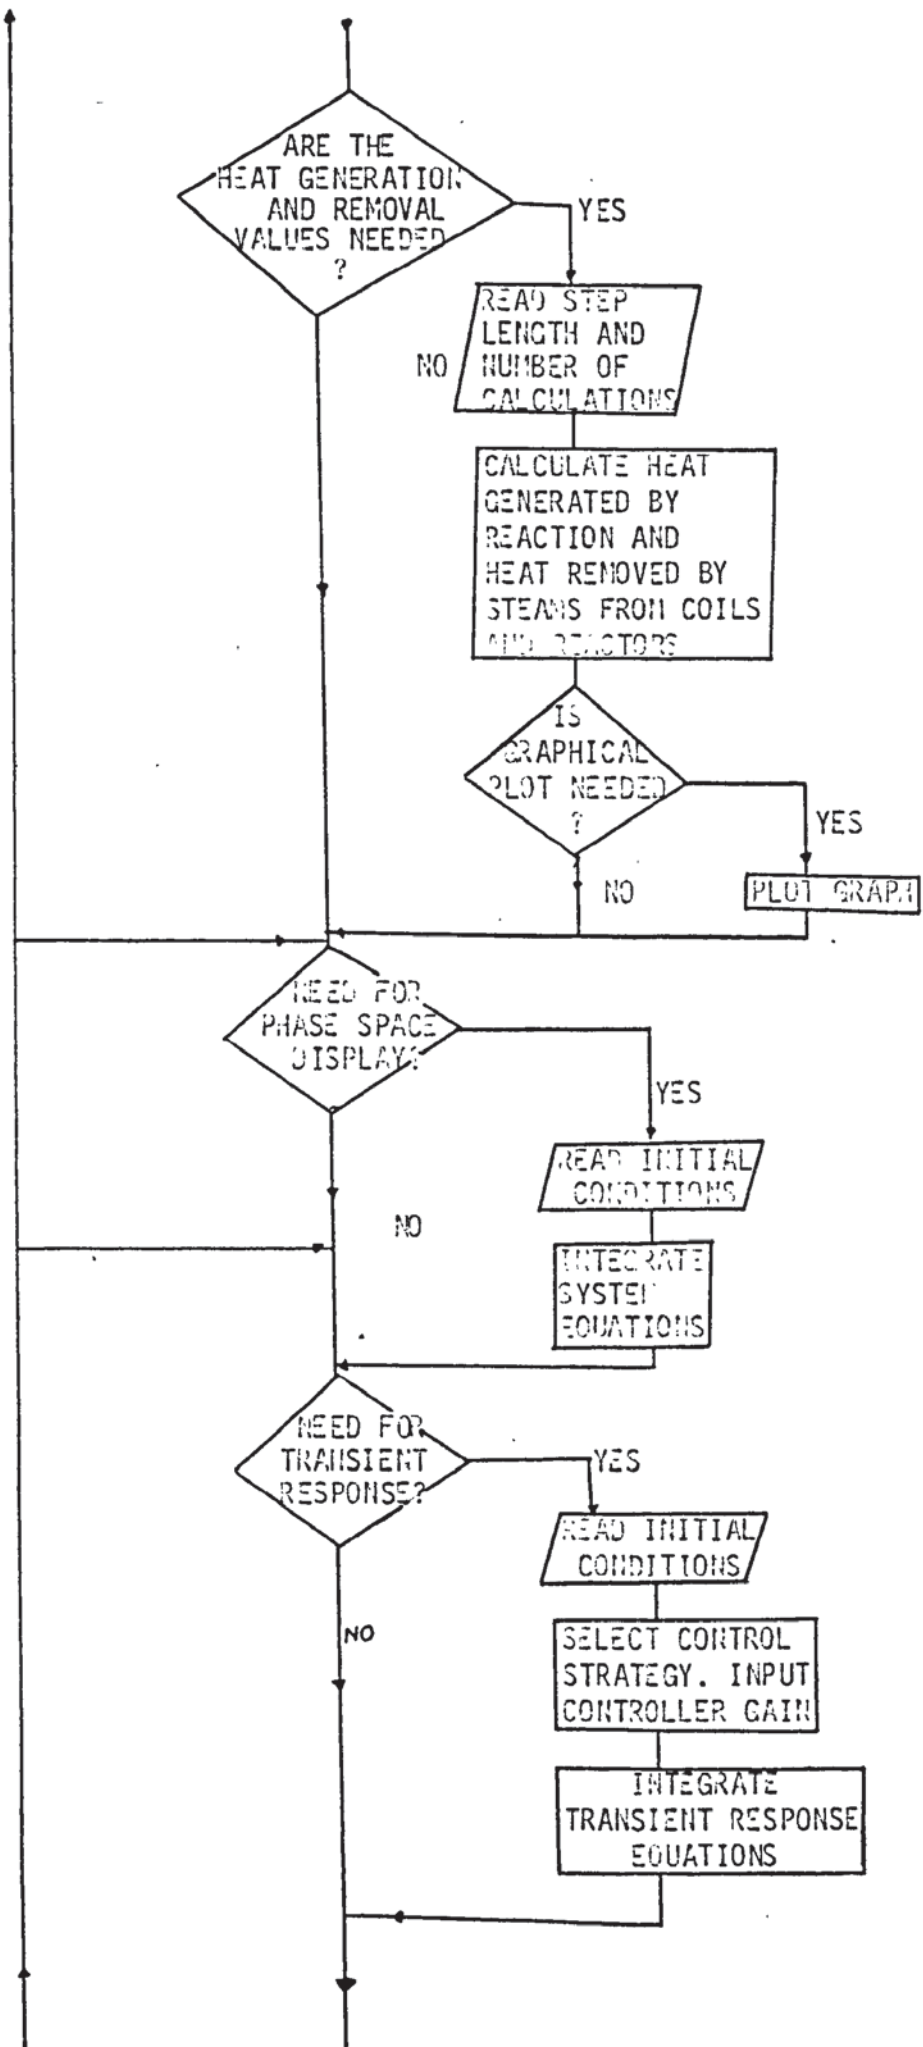 ARE THE
HEAT GENERATION
AND REMOVAL
VALUES NEEDED
?
YES
READ STEP
LENGTH AND
NUMBER OF
CALCULATIONS
NO
CALCULATE HEAT
GENERATED BY
REACTION AND
HEAT REMOVED BY
STEAMS FROM COILS
AND REACTORS
IS
GRAPHICAL
PLOT NEEDED
?
YES
NO
PLOT GRAPH
NEED FOR
PHASE SPACE
DISPLAY?
YES
READ INITIAL
CONDITIONS
NO
INTEGRATE
SYSTEM
EQUATIONS
NEED FOR
TRANSIENT
RESPONSE?
YES
READ INITIAL
CONDITIONS
NO
SELECT CONTROL
STRATEGY. INPUT
CONTROLLER GAIN
INTEGRATE
TRANSIENT RESPONSE
EQUATIONS